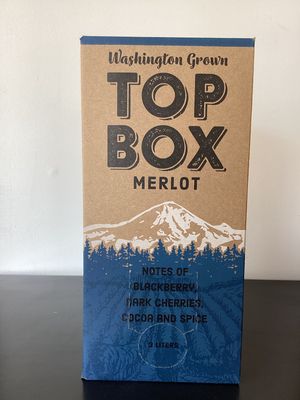 Washington Grown
TOP
BOX
MERLOT
NOTES OF
BLACKBERRY,
DARK CHERRIES,
COCOA AND SPICE
3 LITERS